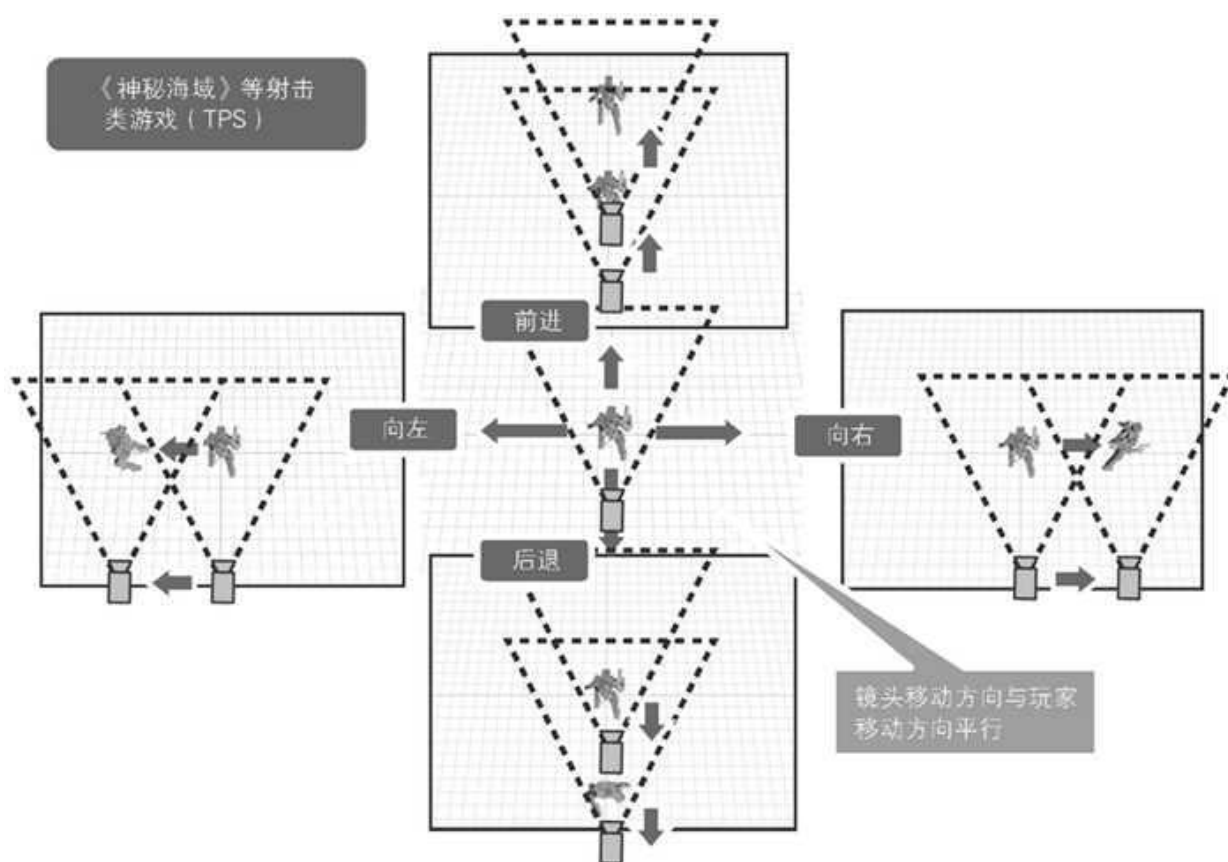 《神秘海域》等射击
类游戏（TPS）
前进
向左
向右
后退
镜头移动方向与玩家
移动方向平行